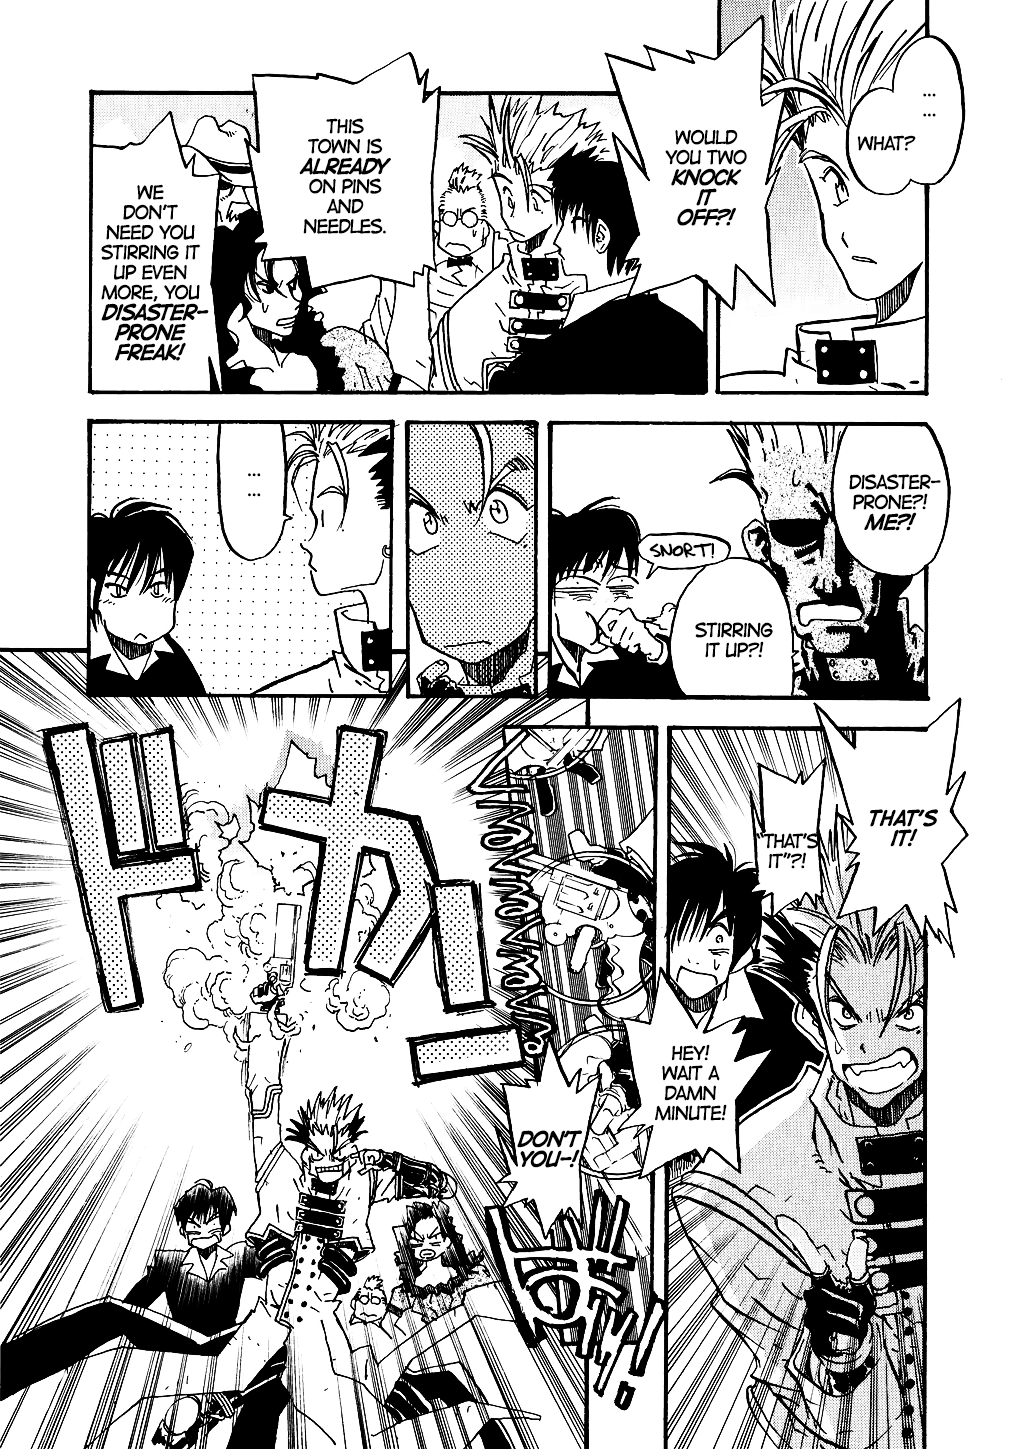 ...
...
WHAT?
WOULD
YOU TWO
KNOCK
IT
OFF?!
THIS
TOWN IS
ALREADY
ON PINS
AND
NEEDLES.
WE
DON'T
NEED YOU
STIRRING IT
UP EVEN
MORE, YOU
DISASTER-
PRONE
FREAK!
DISASTER-
PRONE?!
ME?!
STIRRING
IT UP?!
SNORT!
...
...
THAT'S
IT!
"THAT'S
IT"?!
HEY!
WAIT A
DAMN
MINUTE!
DON'T
YOU--!
ドカン